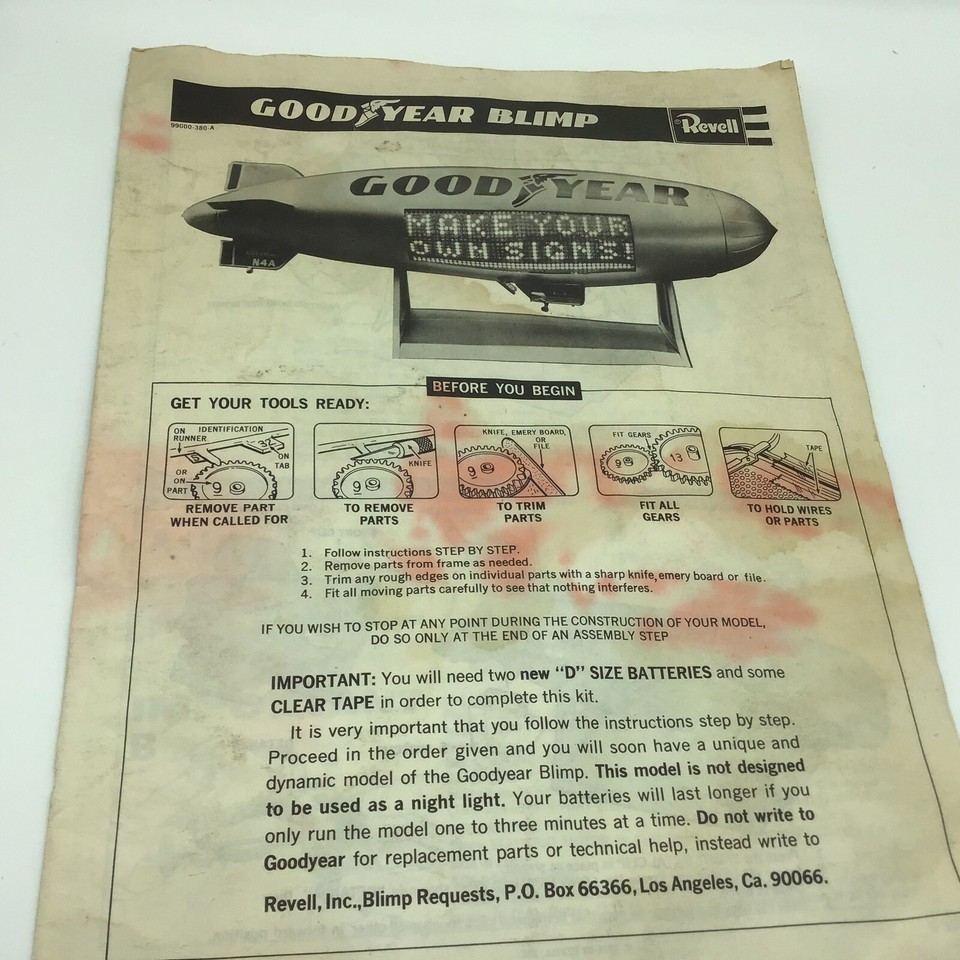 GOODYEAR BLIMP
Revell
99000-380-A
GOODYEAR
MAKE YOUR
OWN SIGNS!
N4A
BEFORE YOU BEGIN
GET YOUR TOOLS READY:
ON RUNNER
IDENTIFICATION
ON TAB
OR ON PART
9
REMOVE PART
WHEN CALLED FOR
KNIFE
9
TO REMOVE
PARTS
KNIFE, EMERY BOARD,
OR
FILE
9
TO TRIM
PARTS
FIT GEARS
9
13
FIT ALL
GEARS
TAPE
TO HOLD WIRES
OR PARTS
1. Follow instructions STEP BY STEP.
2. Remove parts from frame as needed.
3. Trim any rough edges on individual parts with a sharp knife, emery board or file.
4. Fit all moving parts carefully to see that nothing interferes.
IF YOU WISH TO STOP AT ANY POINT DURING THE CONSTRUCTION OF YOUR MODEL,
DO SO ONLY AT THE END OF AN ASSEMBLY STEP
IMPORTANT: You will need two new "D" SIZE BATTERIES and some
CLEAR TAPE in order to complete this kit.
It is very important that you follow the instructions step by step.
Proceed in the order given and you will soon have a unique and
dynamic model of the Goodyear Blimp. This model is not designed
to be used as a night light. Your batteries will last longer if you
only run the model one to three minutes at a time. Do not write to
Goodyear for replacement parts or technical help, instead write to
Revell, Inc., Blimp Requests, P.O. Box 66366, Los Angeles, Ca. 90066.